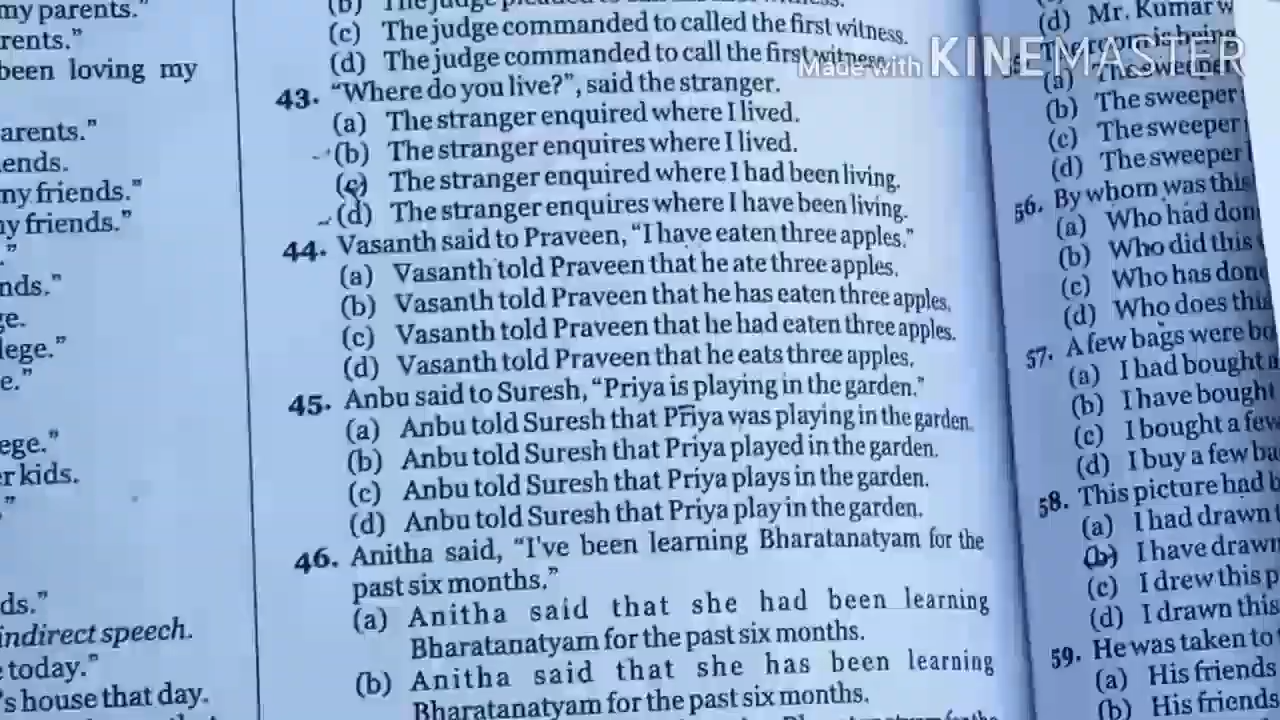 my parents."
rents."
been loving my
arents."
ends.
my friends."
y friends."
"
nds."
ge.
lege."
e."
ege."
r kids.
"
ds."
indirect speech.
today."
's house that day.
(c) The judge commanded to called the first witness.
(d) The judge commanded to call the first witness.
43. "Where do you live?", said the stranger.
(a) The stranger enquired where I lived.
(b) The stranger enquires where I lived.
(c) The stranger enquired where I had been living.
(d) The stranger enquires where I have been living.
44. Vasanth said to Praveen, "I have eaten three apples."
(a) Vasanth told Praveen that he ate three apples.
(b) Vasanth told Praveen that he has eaten three apples.
(c) Vasanth told Praveen that he had eaten three apples.
(d) Vasanth told Praveen that he eats three apples.
45. Anbu said to Suresh, "Priya is playing in the garden."
(a) Anbu told Suresh that Priya was playing in the garden.
(b) Anbu told Suresh that Priya played in the garden.
(c) Anbu told Suresh that Priya plays in the garden.
(d) Anbu told Suresh that Priya play in the garden.
46. Anitha said, "I've been learning Bharatanatyam for the
past six months."
(a) Anitha said that she had been learning
Bharatanatyam for the past six months.
(b) Anitha said that she has been learning
Bharatanatyam for the past six months.
(d) Mr. Kumar w
Made with KINEMASTER
(a) The sweeper
(b) The sweeper
(c) The sweeper
(d) The sweeper
56. By whom was this
(a) Who had don
(b) Who did this
(c) Who has done
(d) Who does this
57. A few bags were bo
(a) I had bought a
(b) I have bought
(c) I bought a few
(d) I buy a few ba
58. This picture had b
(a) I had drawn t
(b) I have drawn
(c) I drew this p
(d) I drawn this
59. He was taken to
(a) His friends
(b) His friends